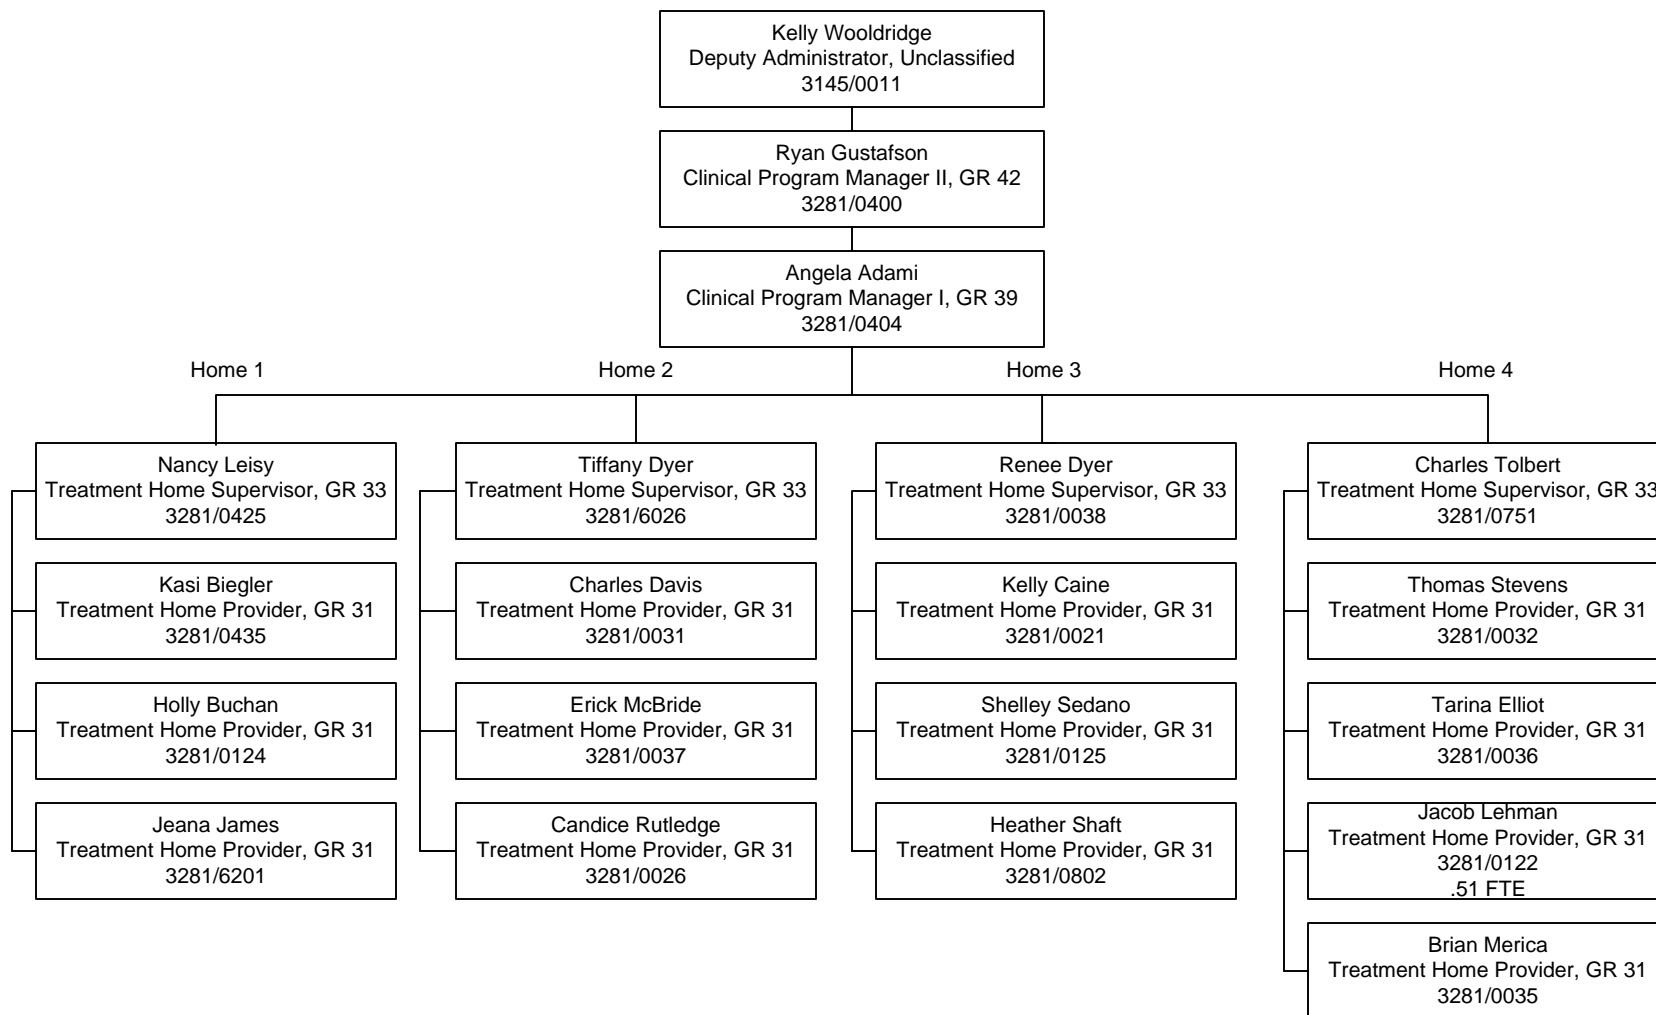 Kelly Wooldridge
Deputy Administrator, Unclassified
3145/0011
Ryan Gustafson
Clinical Program Manager II, GR 42
3281/0400
Angela Adami
Clinical Program Manager I, GR 39
3281/0404
Home 1
Nancy Leisy
Treatment Home Supervisor, GR 33
3281/0425
Kasi Biegler
Treatment Home Provider, GR 31
3281/0435
Holly Buchan
Treatment Home Provider, GR 31
3281/0124
Jeana James
Treatment Home Provider, GR 31
3281/6201
Home 2
Tiffany Dyer
Treatment Home Supervisor, GR 33
3281/6026
Charles Davis
Treatment Home Provider, GR 31
3281/0031
Erick McBride
Treatment Home Provider, GR 31
3281/0037
Candice Rutledge
Treatment Home Provider, GR 31
3281/0026
Home 3
Renee Dyer
Treatment Home Supervisor, GR 33
3281/0038
Kelly Caine
Treatment Home Provider, GR 31
3281/0021
Shelley Sedano
Treatment Home Provider, GR 31
3281/0125
Heather Shaft
Treatment Home Provider, GR 31
3281/0802
Home 4
Charles Tolbert
Treatment Home Supervisor, GR 33
3281/0751
Thomas Stevens
Treatment Home Provider, GR 31
3281/0032
Tarina Elliot
Treatment Home Provider, GR 31
3281/0036
Jacob Lehman
Treatment Home Provider, GR 31
3281/0122
.51 FTE
Brian Merica
Treatment Home Provider, GR 31
3281/0035